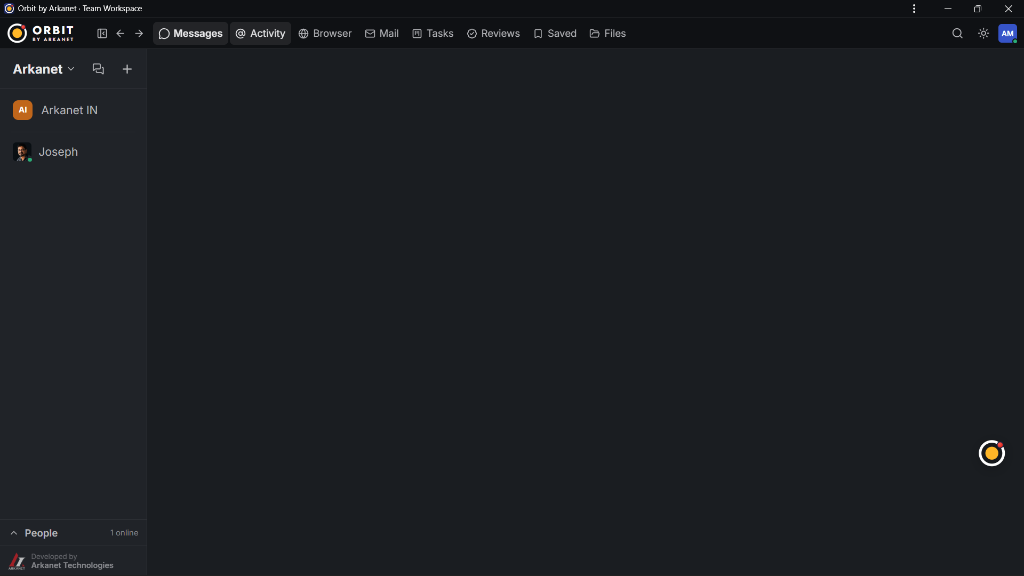 Orbit by Arkanet · Team Workspace
ORBIT
BY ARKANET
Messages
Activity
Browser
Mail
Tasks
Reviews
Saved
Files
AM
Arkanet
AI
Arkanet IN
Joseph
People
1 online
Developed by
Arkanet Technologies